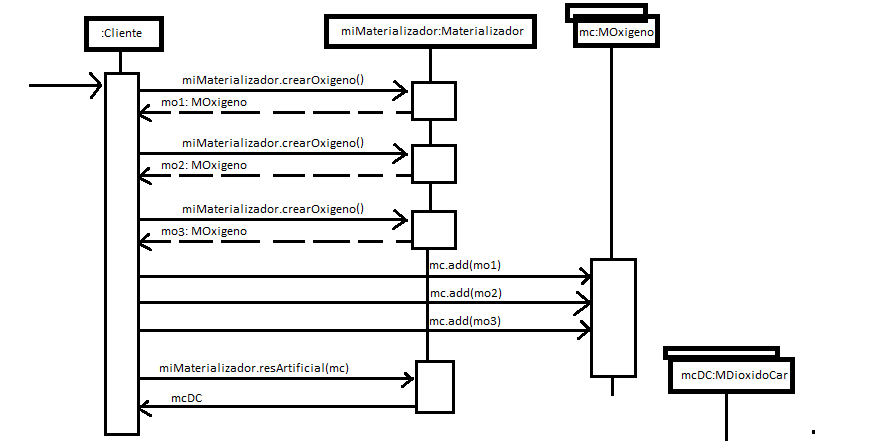 :Cliente
miMaterializador:Materializador
mc:MOxigeno
miMaterializador.crearOxigeno()
mo1: MOxigeno
miMaterializador.crearOxigeno()
mo2: MOxigeno
miMaterializador.crearOxigeno()
mo3: MOxigeno
mc.add(mo1)
mc.add(mo2)
mc.add(mo3)
miMaterializador.resArtificial(mc)
mcDC:MDioxidoCar
mcDC